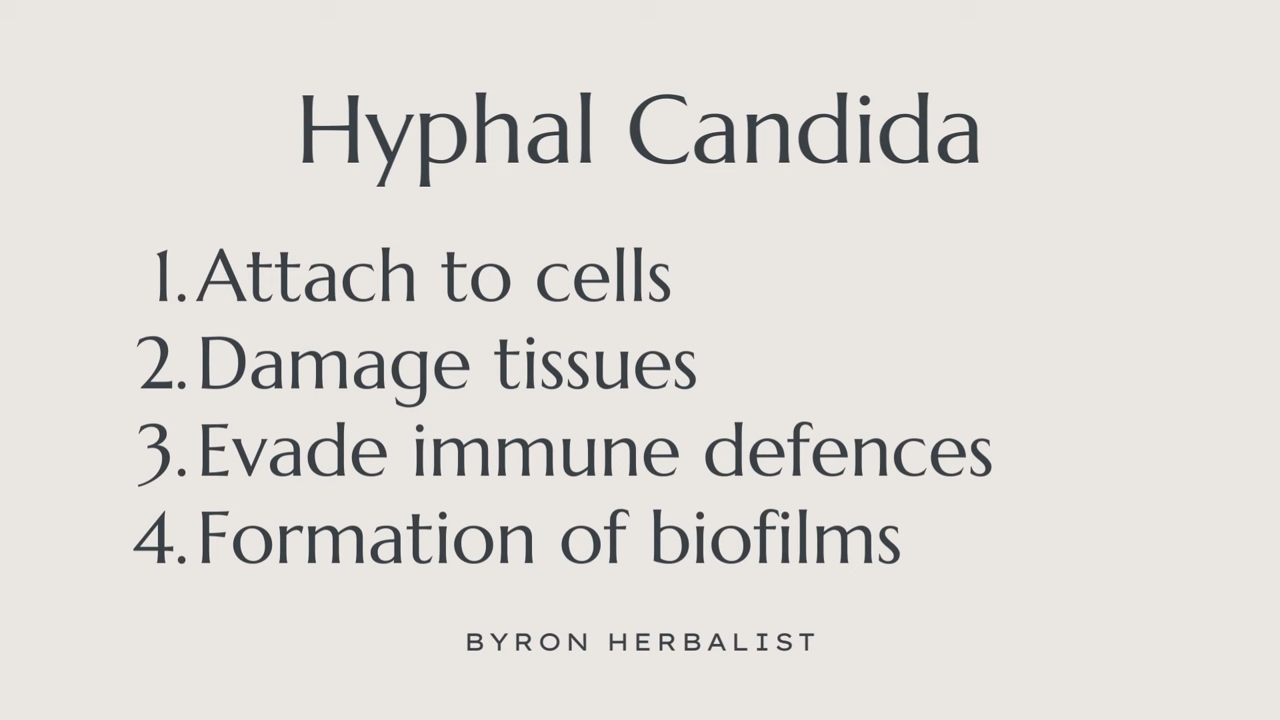 Hyphal Candida
1. Attach to cells
2. Damage tissues
3. Evade immune defences
4. Formation of biofilms
BYRON HERBALIST